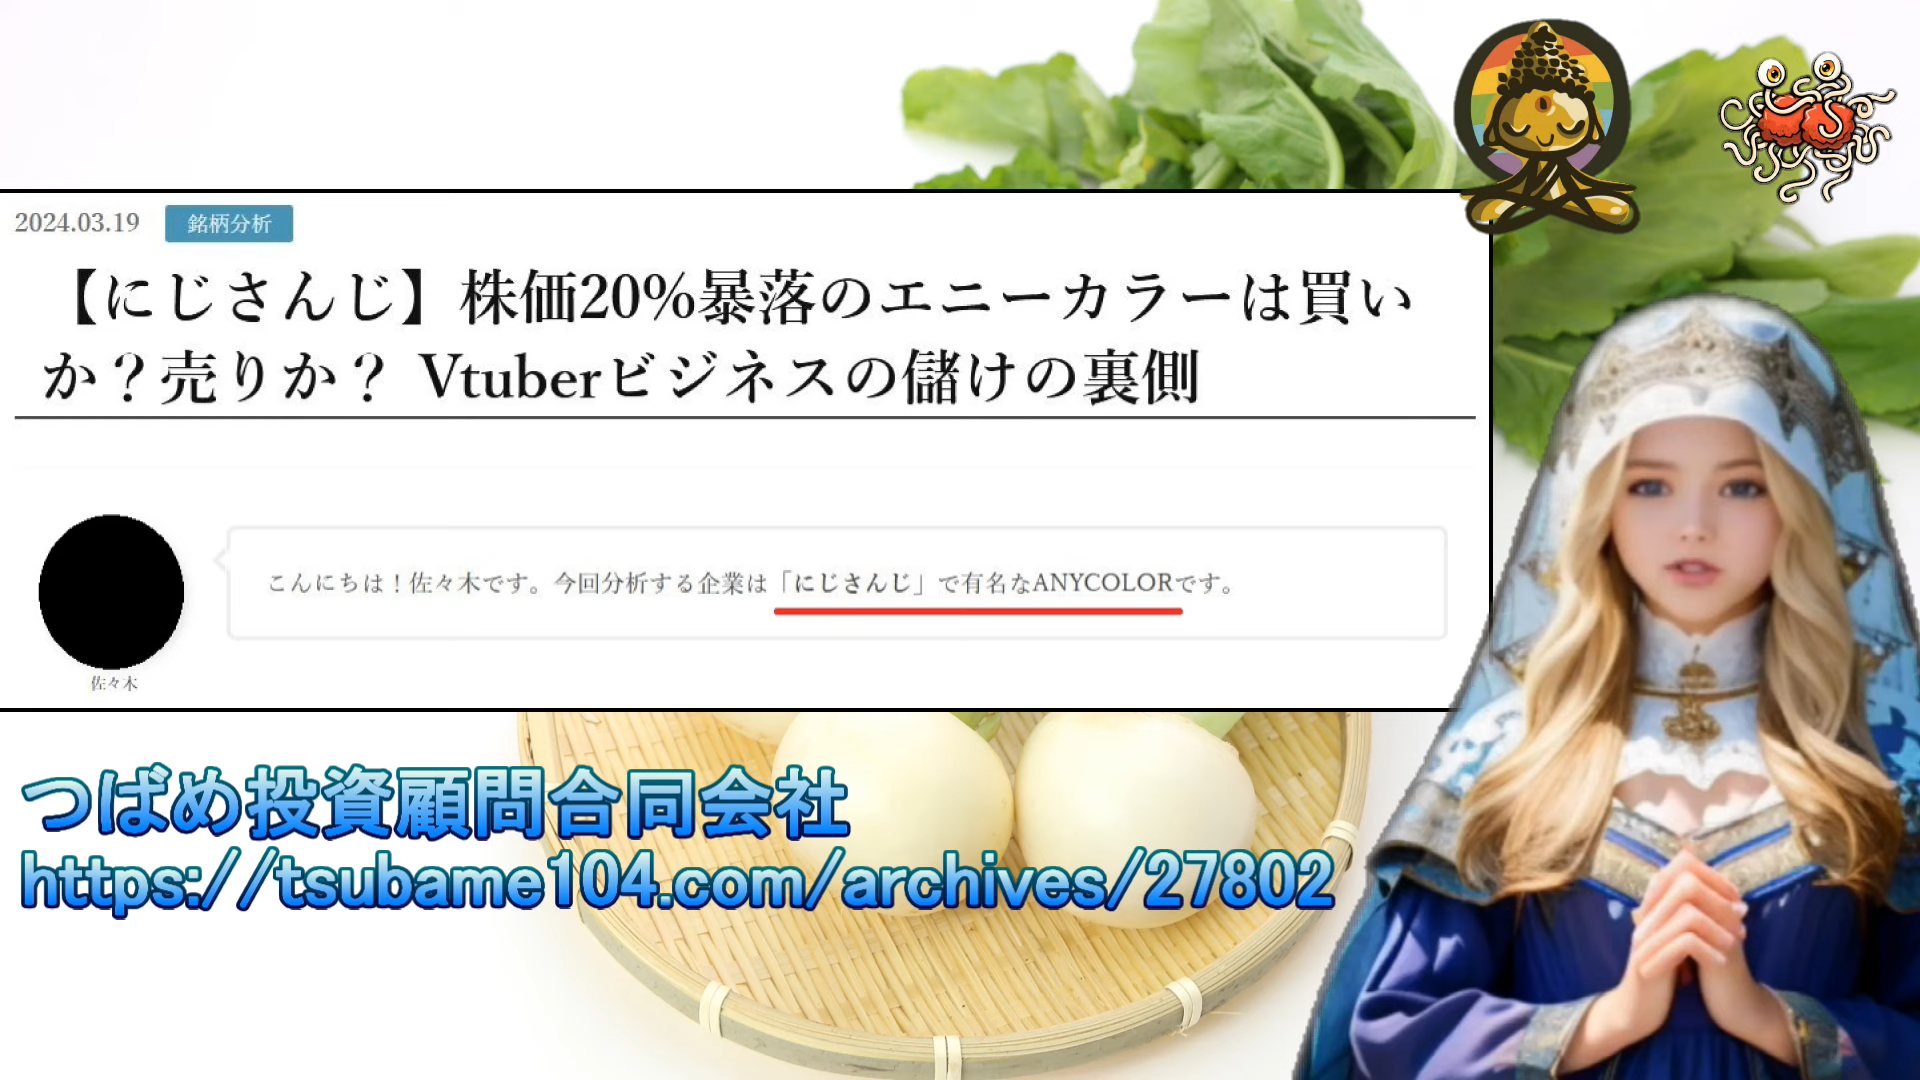 2024.03.19 銘柄分析
【にじさんじ】株価20%暴落のエニーカラーは買い
か？売りか？ Vtuberビジネスの儲けの裏側
こんにちは！佐々木です。今回分析する企業は「にじさんじ」で有名なANYCOLORです。
佐々木
つばめ投資顧問合同会社
https://tsubame104.com/archives/27802